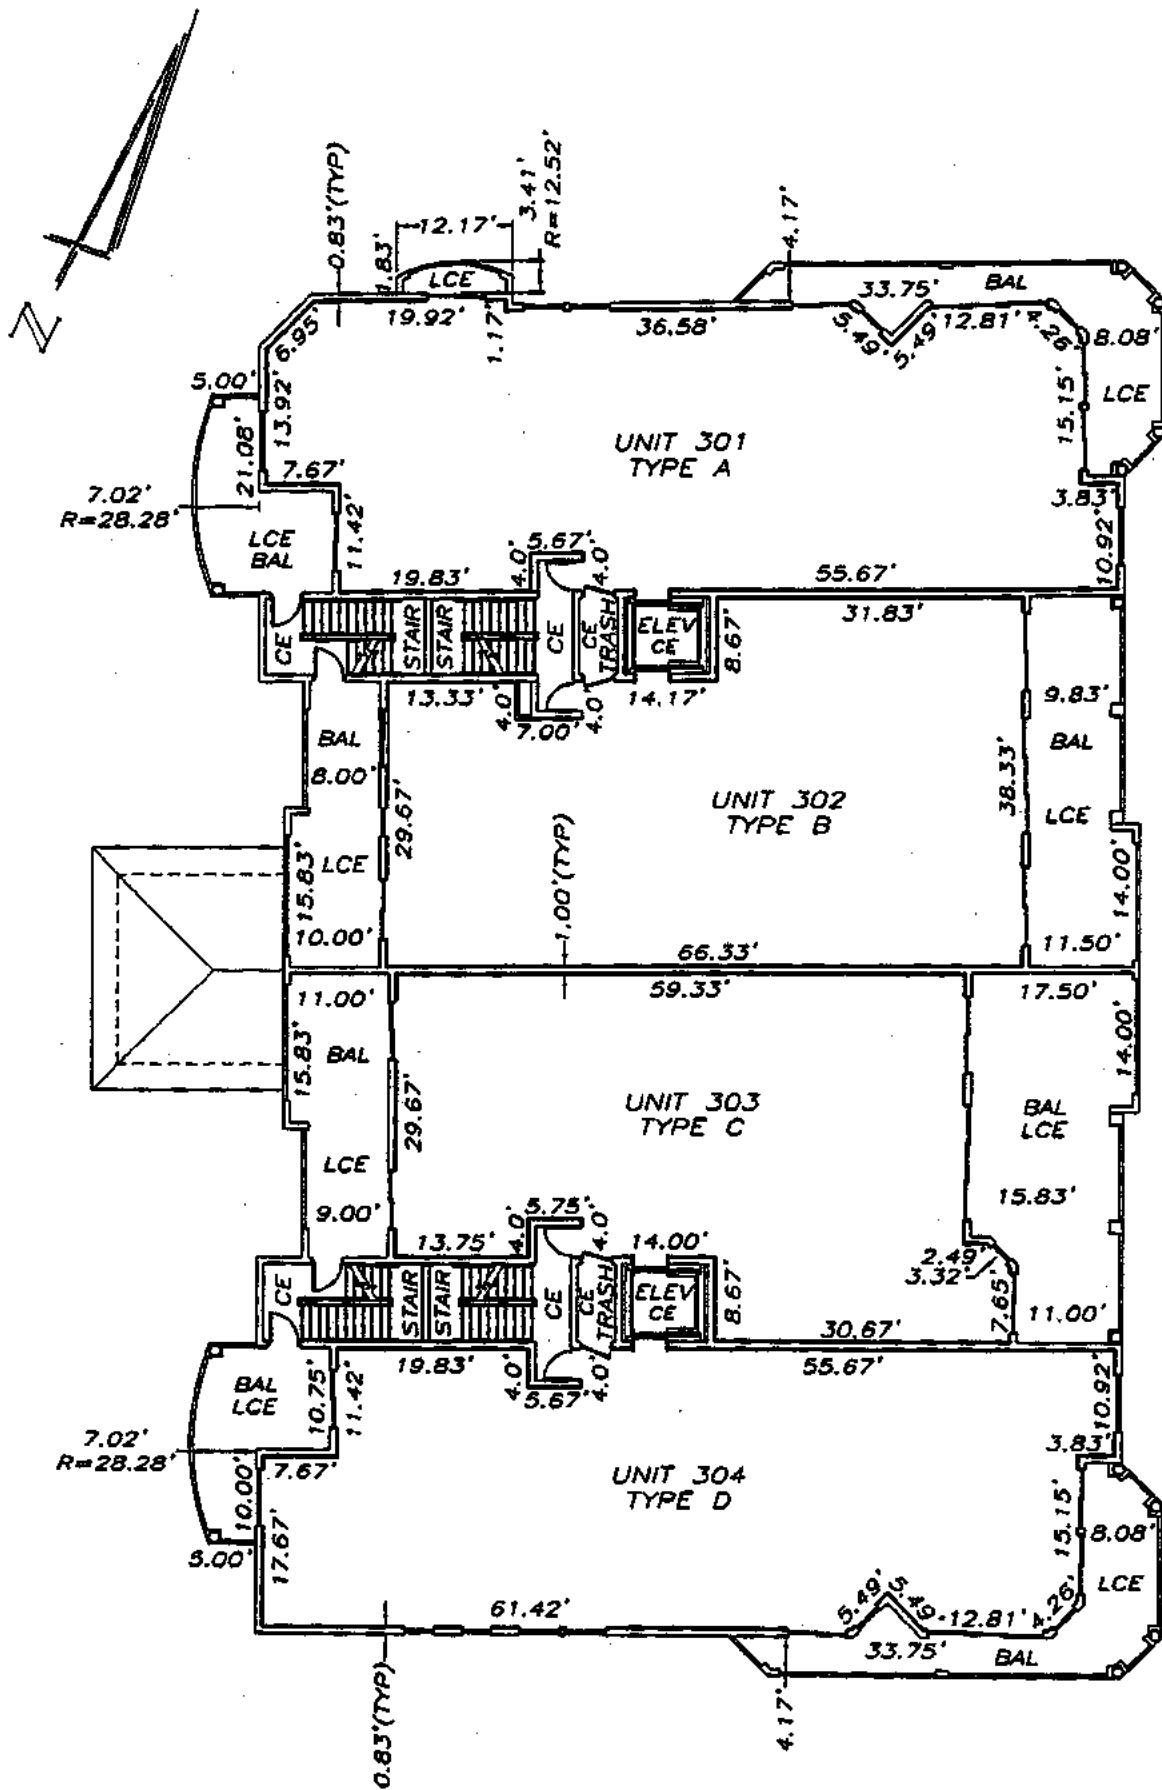 N
0.83'(TYP)
1.83'
12.17'
3.41'
R=12.52'
4.17'
LCE
BAL
33.75'
19.92'
1.17'
36.58'
5.49'
5.49'
12.81'
4.26'
8.08'
6.95'
5.00'
13.92'
21.08'
15.15'
LCE
UNIT 301
TYPE A
7.67'
7.02'
R=28.28'
3.83'
11.42'
LCE
BAL
10.92'
5.67'
4.0'
4.0'
19.83'
55.67'
31.83'
CE
STAIR
STAIR
CE
CE
TRASH
ELEV
CE
8.67'
13.33'
4.0'
7.00'
4.0'
14.17'
9.83'
BAL
8.00'
BAL
29.67'
38.33'
UNIT 302
TYPE B
LCE
LCE
15.83'
14.00'
1.00'(TYP)
10.00'
66.33'
11.50'
11.00'
59.33'
17.50'
15.83'
BAL
14.00'
29.67'
UNIT 303
TYPE C
BAL
LCE
LCE
9.00'
15.83'
5.75'
4.0'
4.0'
13.75'
14.00'
2.49'
3.32'
CE
STAIR
STAIR
CE
CE
TRASH
ELEV
CE
8.67'
7.65'
11.00'
30.67'
19.83'
4.0'
5.67'
4.0'
55.67'
BAL
LCE
10.75'
11.42'
10.92'
7.02'
R=28.28'
7.67'
3.83'
UNIT 304
TYPE D
10.00'
17.67'
5.00'
15.15'
8.08'
LCE
61.42'
5.49'
5.49'
12.81'
4.26'
33.75'
BAL
0.83'(TYP)
4.17'